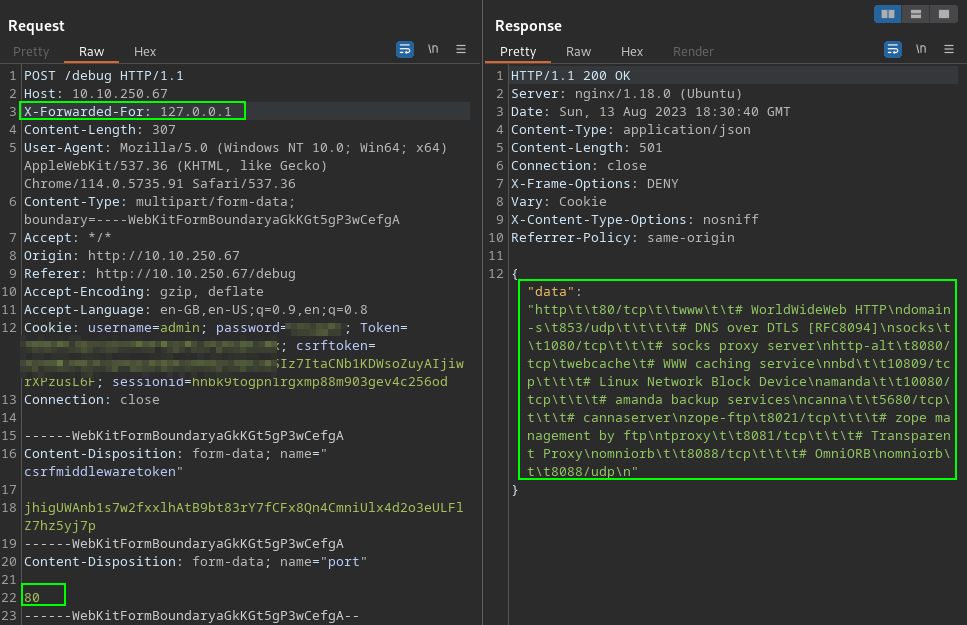 Request
Pretty Raw Hex \n
1 POST /debug HTTP/1.1
2 Host: 10.10.250.67
3 X-Forwarded-For: 127.0.0.1
4 Content-Length: 307
5 User-Agent: Mozilla/5.0 (Windows NT 10.0; Win64; x64)
AppleWebKit/537.36 (KHTML, like Gecko)
Chrome/114.0.5735.91 Safari/537.36
6 Content-Type: multipart/form-data;
boundary=----WebKitFormBoundaryaGkKGt5gP3wCefgA
7 Accept: */*
8 Origin: http://10.10.250.67
9 Referer: http://10.10.250.67/debug
10 Accept-Encoding: gzip, deflate
11 Accept-Language: en-GB,en-US;q=0.9,en;q=0.8
12 Cookie: username=admin; password= ; Token=
; csrftoken=
Iz7ItaCNb1KDWsoZuyAIjiw
rXPzusL6F; sessionid=hnbk9togpn1rgxmp88m903gev4c256od
13 Connection: close
14
15 ------WebKitFormBoundaryaGkKGt5gP3wCefgA
16 Content-Disposition: form-data; name="
csrfmiddlewaretoken"
17
18 jhigUWAnb1s7w2fxxlhAtB9bt83rY7fCFx8Qn4CmniUlx4d2o3eULFl
Z7hz5yj7p
19 ------WebKitFormBoundaryaGkKGt5gP3wCefgA
20 Content-Disposition: form-data; name="port"
21
22 80
23 ------WebKitFormBoundaryaGkKGt5gP3wCefgA--
Response
Pretty Raw Hex Render \n
1 HTTP/1.1 200 OK
2 Server: nginx/1.18.0 (Ubuntu)
3 Date: Sun, 13 Aug 2023 18:30:40 GMT
4 Content-Type: application/json
5 Content-Length: 501
6 Connection: close
7 X-Frame-Options: DENY
8 Vary: Cookie
9 X-Content-Type-Options: nosniff
10 Referrer-Policy: same-origin
11
12 {
"data":
"http\t\t80/tcp\t\twww\t\t# WorldWideWeb HTTP\ndomain
-s\t853/udp\t\t\t\t# DNS over DTLS [RFC8094]\nsocks\t
\t1080/tcp\t\t\t# socks proxy server\nhttp-alt\t8080/
tcp\twebcache\t# WWW caching service\nnbd\t\t10809/tc
p\t\t\t# Linux Network Block Device\namanda\t\t10080/
tcp\t\t\t# amanda backup services\ncanna\t\t5680/tcp\
t\t\t# cannaserver\nzope-ftp\t8021/tcp\t\t\t# zope ma
nagement by ftp\ntproxy\t\t8081/tcp\t\t\t# Transparen
t Proxy\nomniorb\t\t8088/tcp\t\t\t# OmniORB\nomniorb\
t\t8088/udp\n"
}